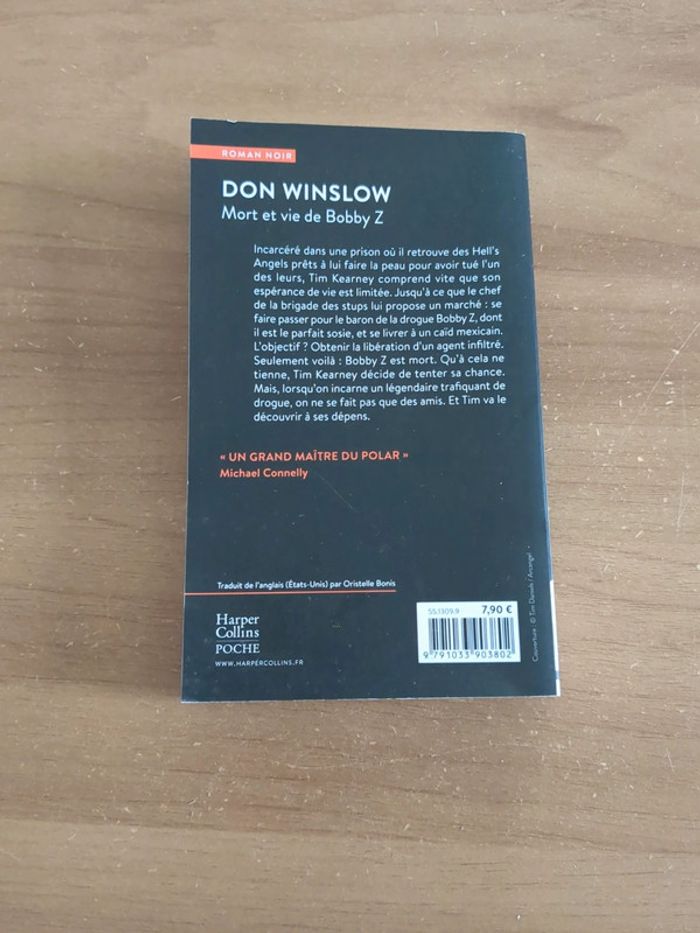 ROMAN NOIR
DON WINSLOW
Mort et vie de Bobby Z
Incarcéré dans une prison où il retrouve des Hell's
Angels prêts à lui faire la peau pour avoir tué l'un
des leurs, Tim Kearney comprend vite que son
espérance de vie est limitée. Jusqu'à ce que le chef
de la brigade des stups lui propose un marché : se
faire passer pour le baron de la drogue Bobby Z, dont
il est le parfait sosie, et se livrer à un caïd mexicain.
L'objectif ? Obtenir la libération d'un agent infiltré.
Seulement voilà : Bobby Z est mort. Qu'à cela ne
tienne, Tim Kearney décide de tenter sa chance.
Mais, lorsqu'on incarne un légendaire trafiquant de
drogue, on ne se fait pas que des amis. Et Tim va le
découvrir à ses dépens.
« UN GRAND MAÎTRE DU POLAR »
Michael Connelly
Traduit de l'anglais (États-Unis) par Oristelle Bonis
Harper
Collins
POCHE
WWW.HARPERCOLLINS.FR
55.1309.9 7,90 €
9 791033 903802
Couverture : © Tim Daniels / Arcangel